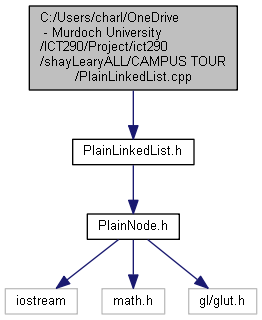 C:/Users/charl/OneDrive
- Murdoch University
/ICT290/Project/ict290
/shayLearyALL/CAMPUS TOUR
/PlainLinkedList.cpp
PlainLinkedList.h
PlainNode.h
iostream
math.h
gl/glut.h